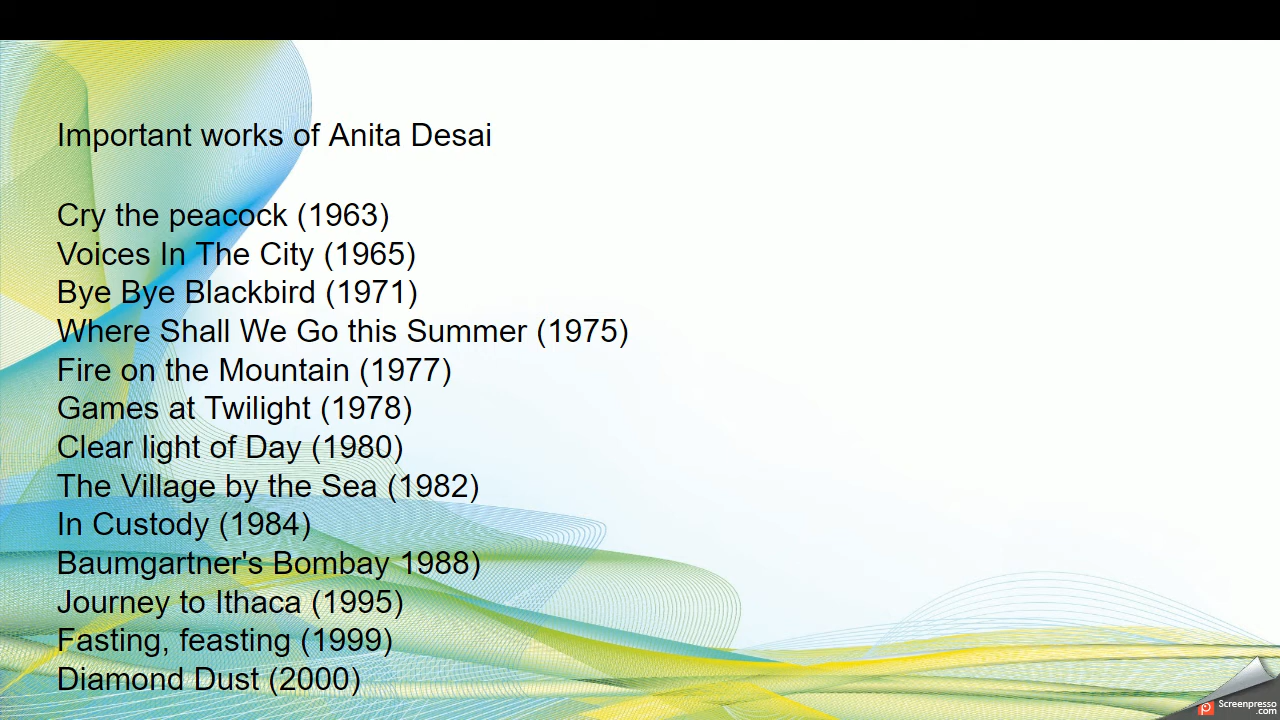 Important works of Anita Desai
Cry the peacock (1963)
Voices In The City (1965)
Bye Bye Blackbird (1971)
Where Shall We Go this Summer (1975)
Fire on the Mountain (1977)
Games at Twilight (1978)
Clear light of Day (1980)
The Village by the Sea (1982)
In Custody (1984)
Baumgartner's Bombay 1988)
Journey to Ithaca (1995)
Fasting, feasting (1999)
Diamond Dust (2000)
Screenpresso
.com